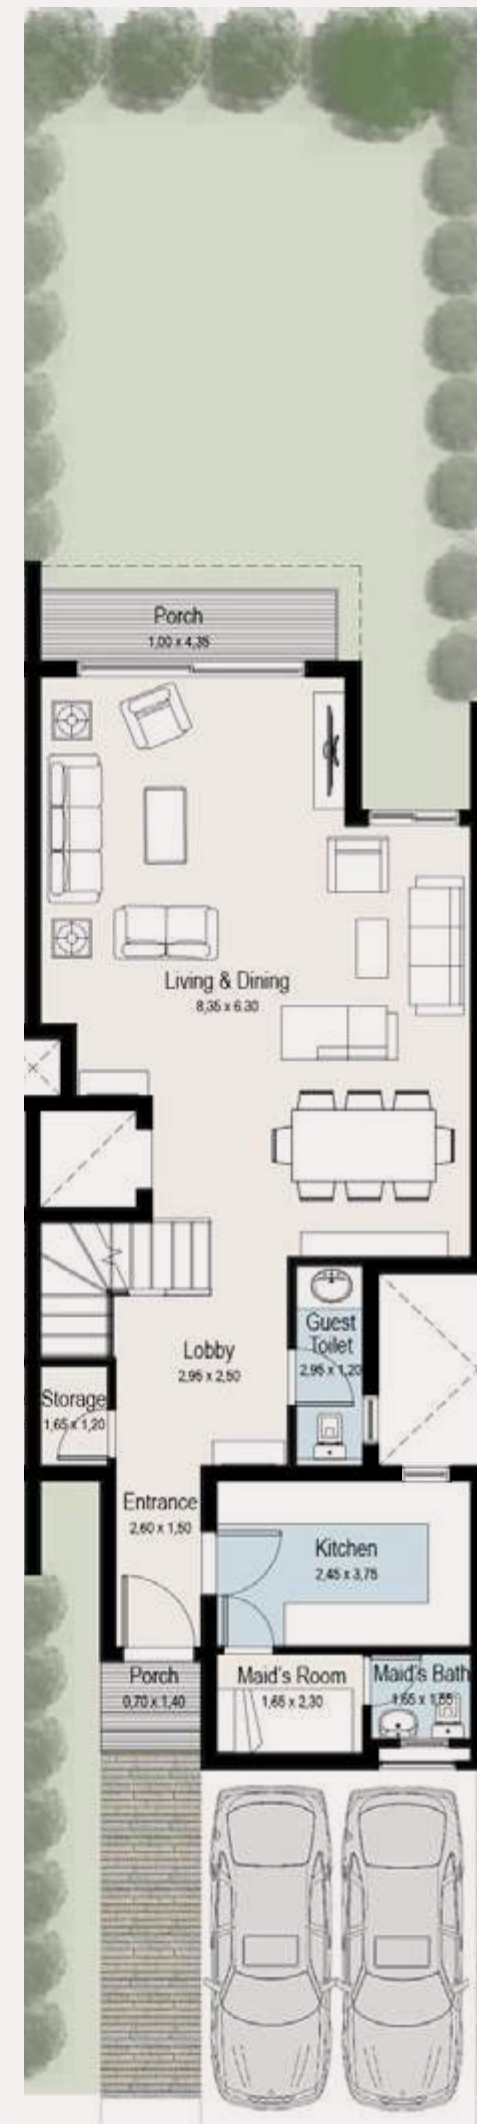 Porch
1,00 x 4,35
Living & Dining
8,35 x 6.30
Guest
Toilet
2,95 x 1,20
Lobby
2,95 x 2,50
Storage
1,65 x 1,20
Entrance
2,60 x 1,50
Kitchen
2,45 x 3,75
Porch
0,70 x 1,40
Maid's Room
1,65 x 2,30
Maid's Bath
1,65 x 1,55